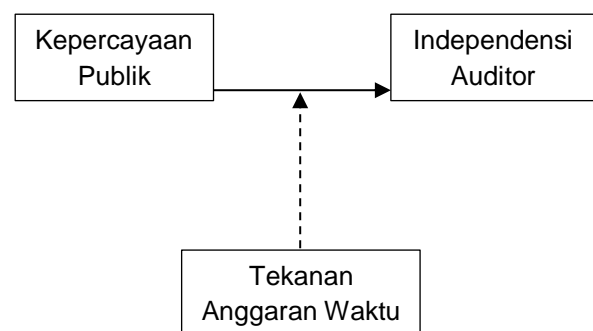 Kepercayaan
Publik
Independensi
Auditor
Tekanan
Anggaran Waktu